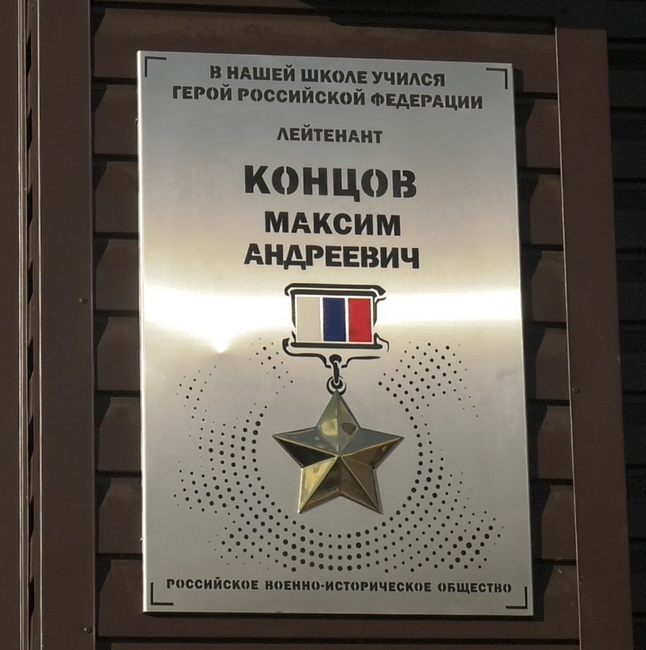 В НАШЕЙ ШКОЛЕ УЧИЛСЯ
ГЕРОЙ РОССИЙСКОЙ ФЕДЕРАЦИИ
ЛЕЙТЕНАНТ
КОНЦОВ
МАКСИМ
АНДРЕЕВИЧ
РОССИЙСКОЕ ВОЕННО-ИСТОРИЧЕСКОЕ ОБЩЕСТВО